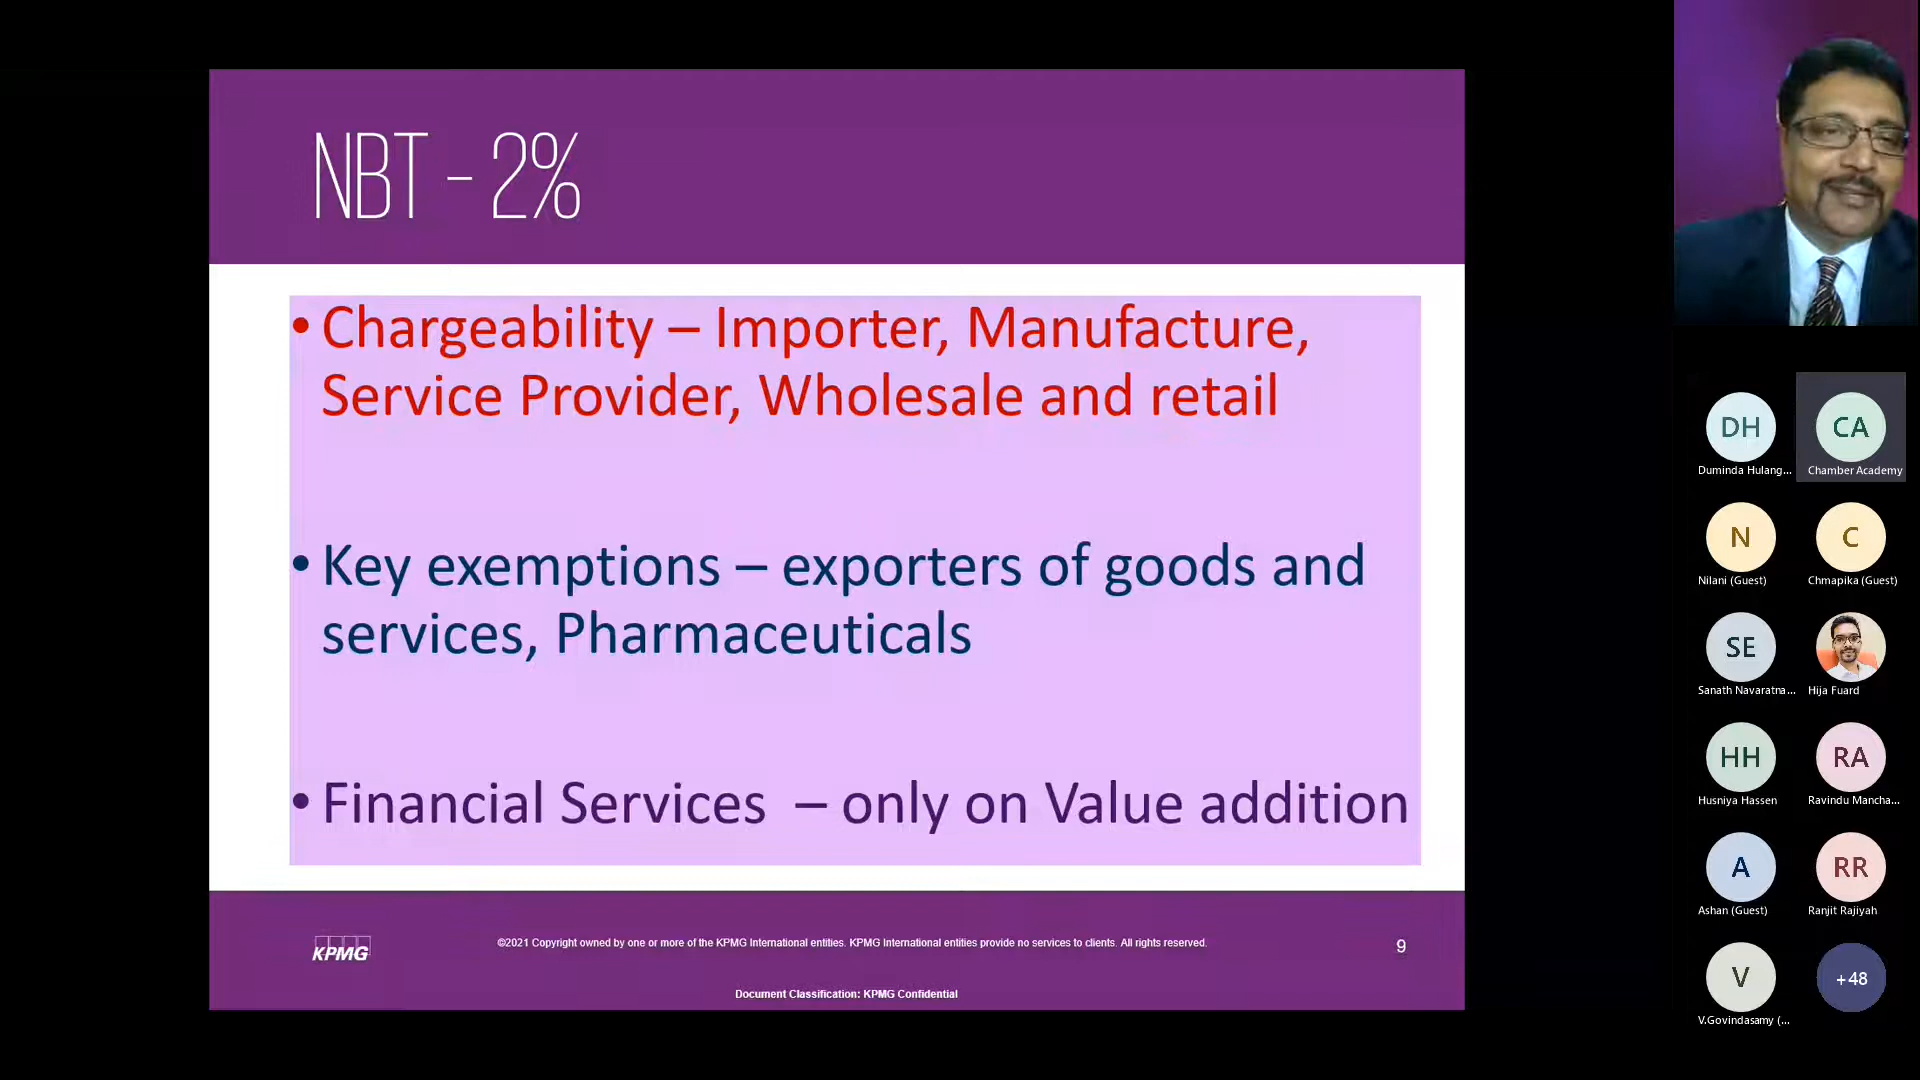 NBT – 2%
• Chargeability – Importer, Manufacture,
Service Provider, Wholesale and retail
• Key exemptions – exporters of goods and
services, Pharmaceuticals
• Financial Services – only on Value addition
KPMG
©2021 Copyright owned by one or more of the KPMG International entities. KPMG International entities provide no services to clients. All rights reserved.
9
Document Classification: KPMG Confidential
DH
CA
Duminda Hulang...
Chamber Academy
N
C
Nilani (Guest)
Chmapika (Guest)
SE
Sanath Navaratna...
Hija Fuard
HH
RA
Husniya Hassen
Ravindu Mancha...
A
RR
Ashan (Guest)
Ranjit Rajiyah
V
+48
V.Govindasamy (...